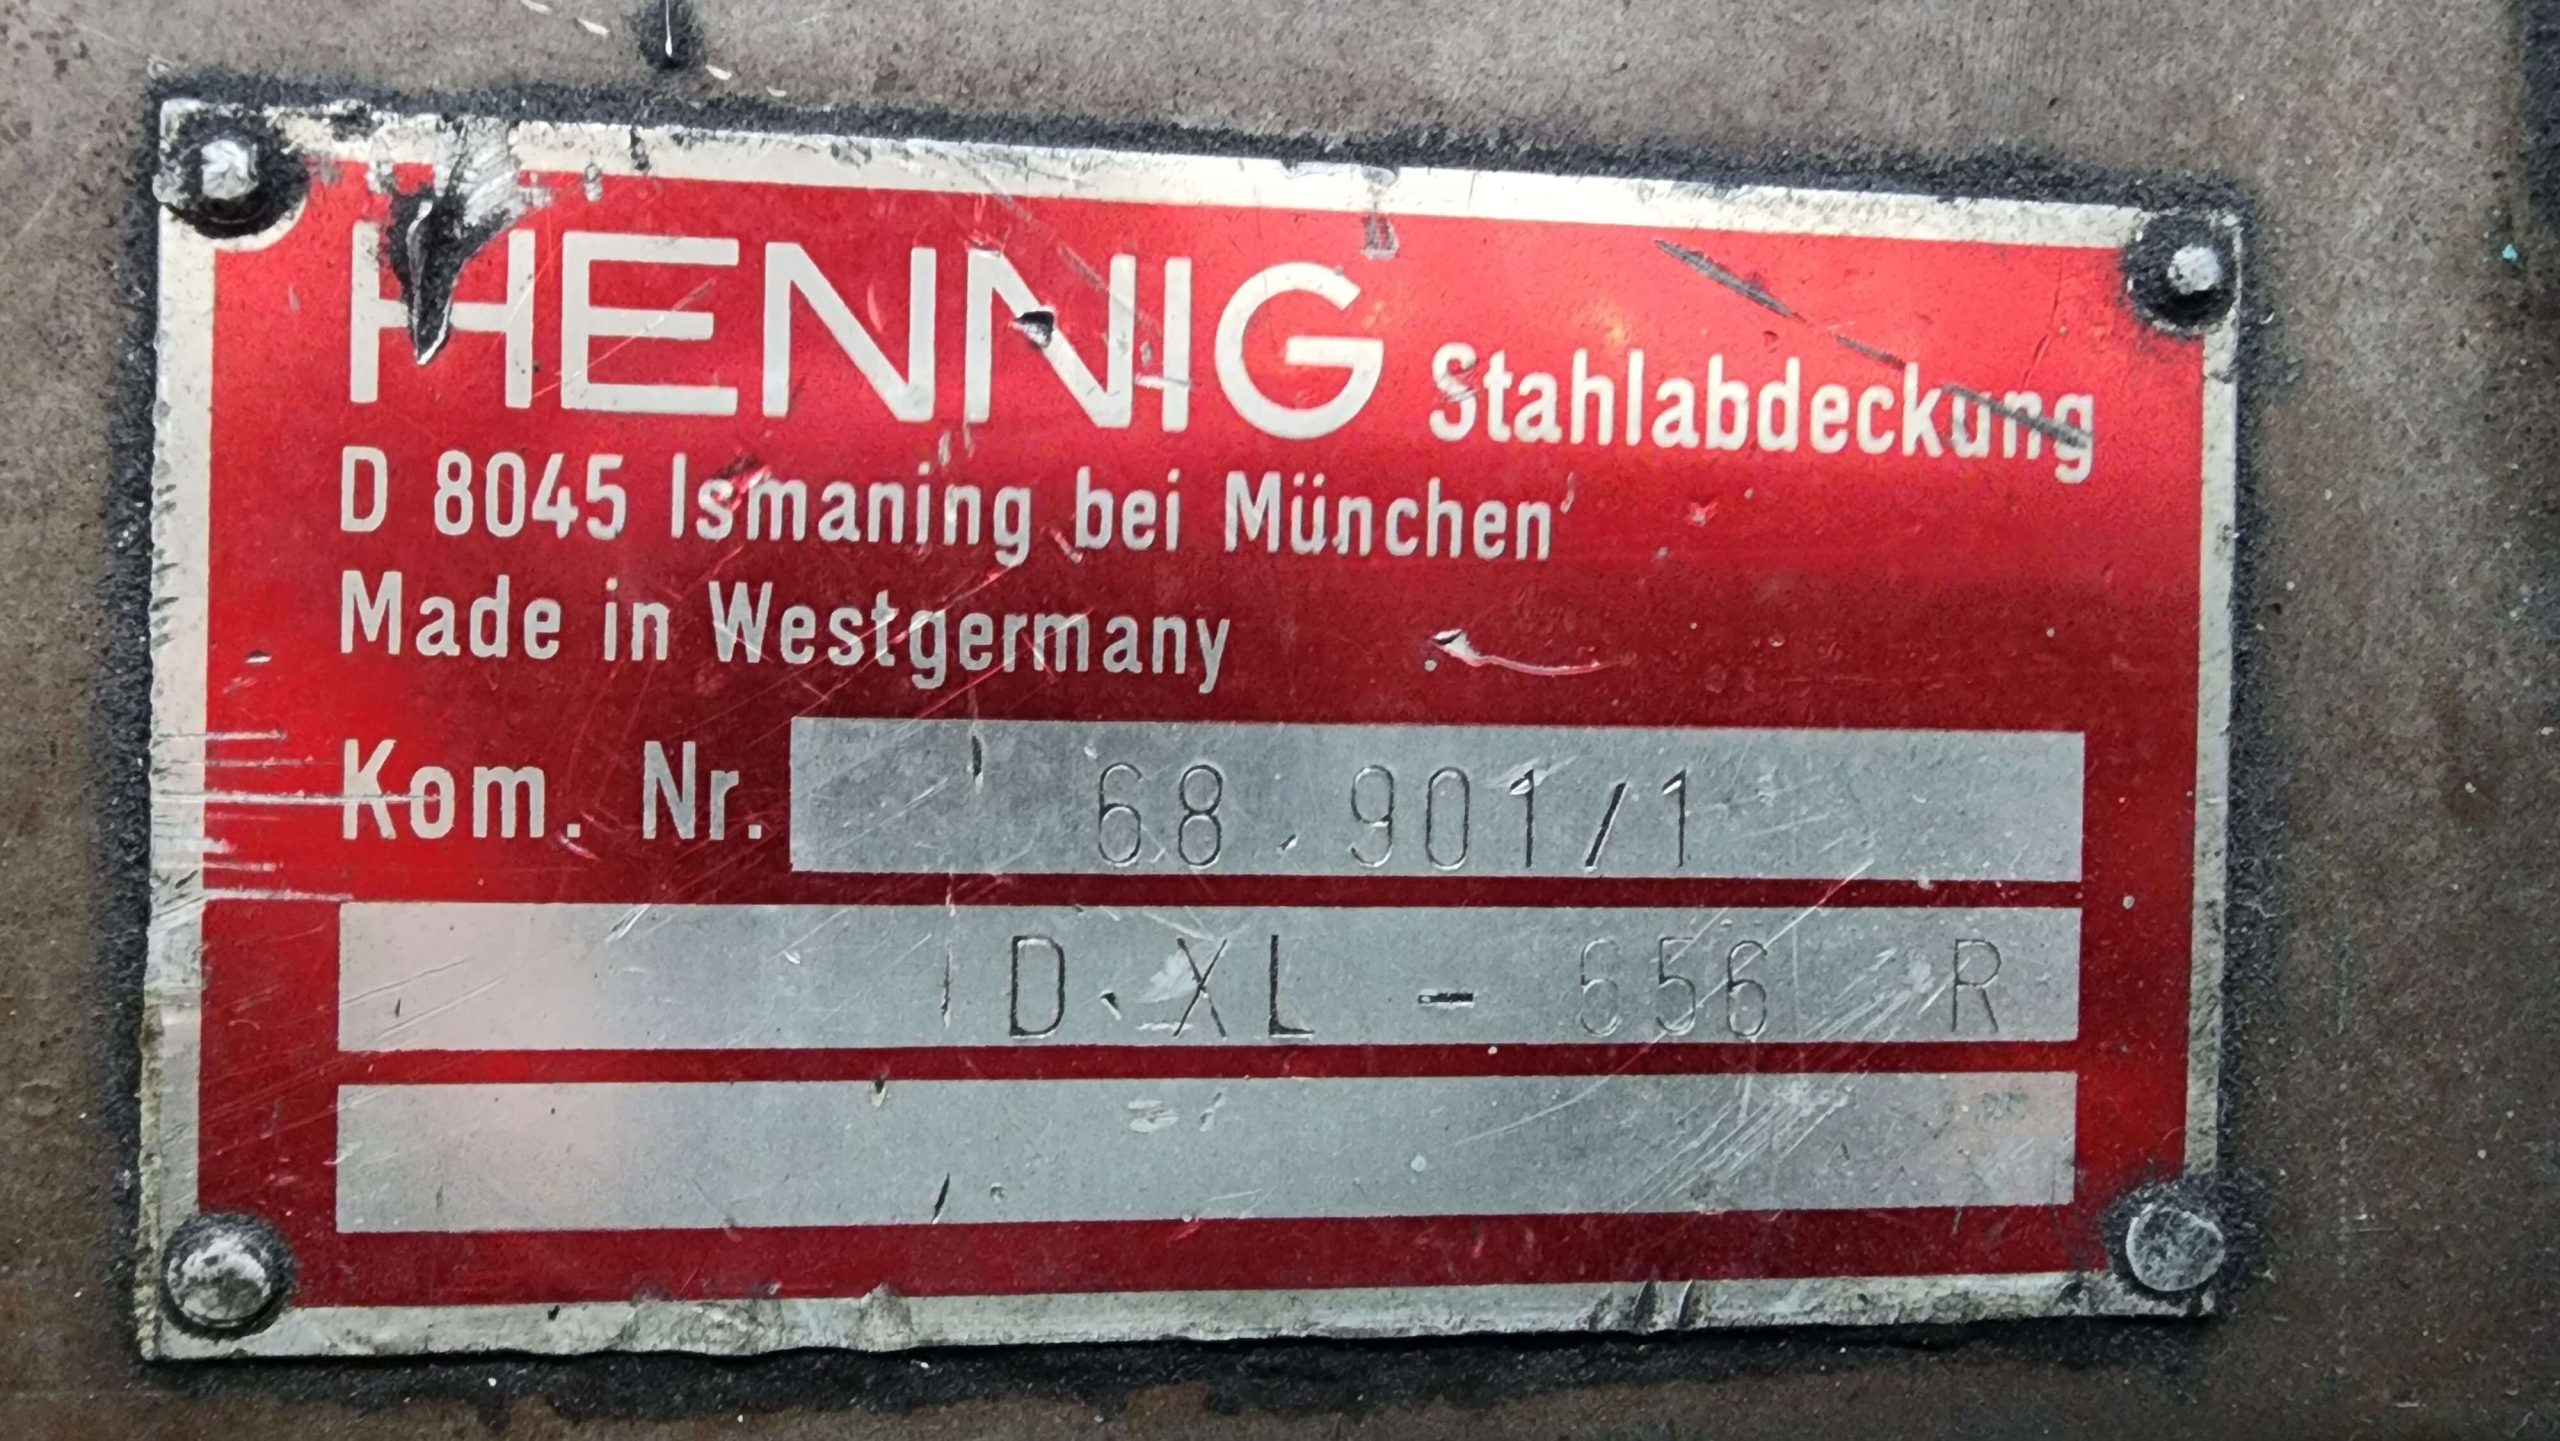 HENNIG Stahlabdeckung
D 8045 Ismaning bei München
Made in Westgermany
Kom. Nr. 68.901/1
D.XL - 656 R